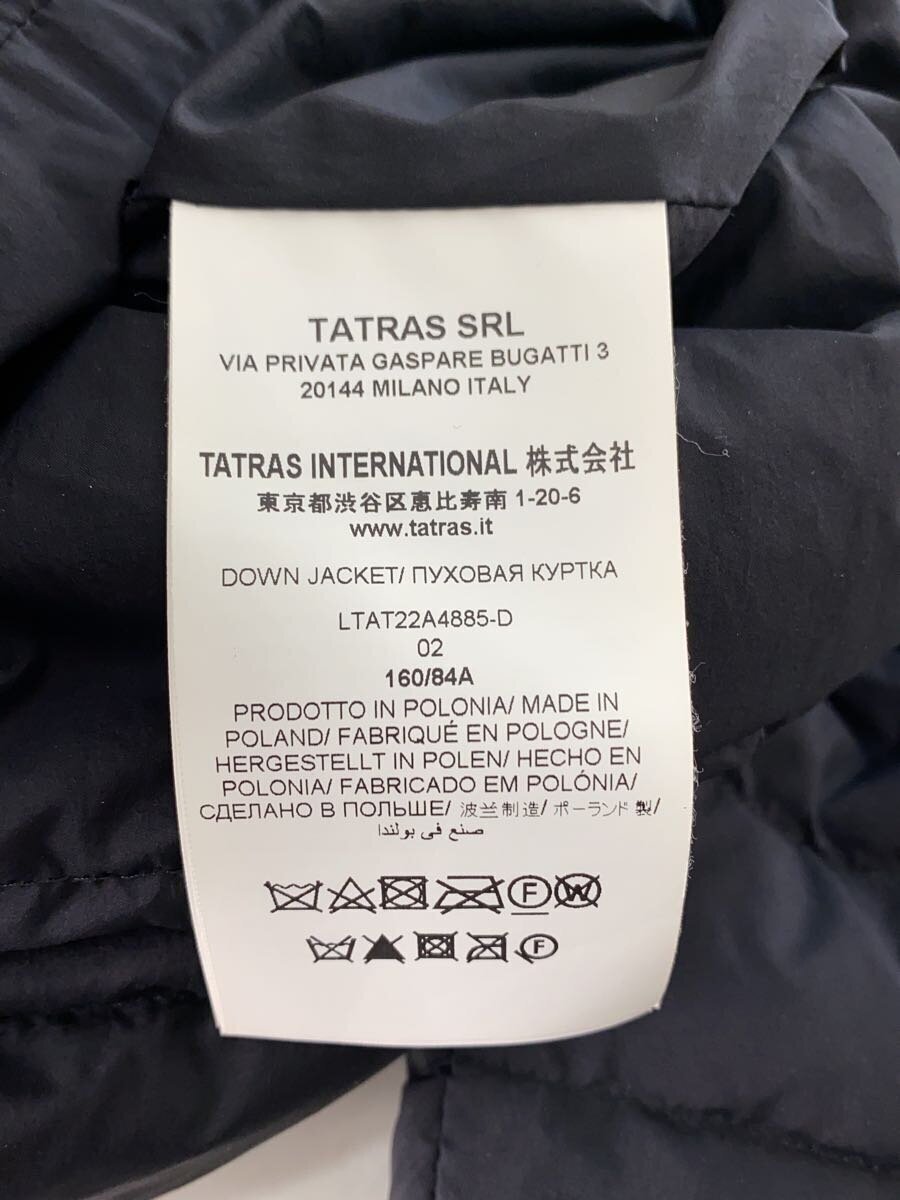 TATRAS SRL
VIA PRIVATA GASPARE BUGATTI 3
20144 MILANO ITALY
TATRAS INTERNATIONAL 株式会社
東京都渋谷区恵比寿南 1-20-6
www.tatras.it
DOWN JACKET/ ПУХОВАЯ КУРТКА
LTAT22A4885-D
02
160/84A
PRODOTTO IN POLONIA/ MADE IN
POLAND/ FABRIQUÉ EN POLOGNE/
HERGESTELLT IN POLEN/ HECHO EN
POLONIA/ FABRICADO EM POLÓNIA/
СДЕЛАНО В ПОЛЬШЕ/ 波兰制造/ ポーランド製/
صنع في بولندا
F W
F